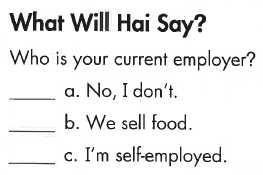 What Will Hai Say?
Who is your current employer?
_____ a. No, I don't.
_____ b. We sell food.
_____ c. I'm self-employed.